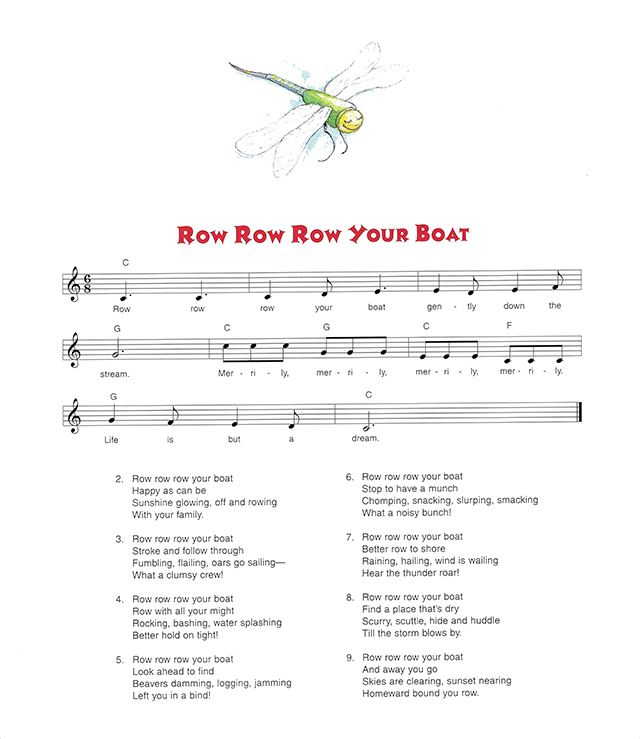 Row Row Row Your Boat
C
6
8
Row row row your boat gen - tly down the
G C G C F
stream. Mer - ri - ly, mer - ri - ly, mer - ri - ly, mer - ri - ly.
G C
Life is but a dream.
2. Row row row your boat
Happy as can be
Sunshine glowing, off and rowing
With your family.
3. Row row row your boat
Stroke and follow through
Fumbling, flailing, oars go sailing—
What a clumsy crew!
4. Row row row your boat
Row with all your might
Rocking, bashing, water splashing
Better hold on tight!
5. Row row row your boat
Look ahead to find
Beavers damming, logging, jamming
Left you in a bind!
6. Row row row your boat
Stop to have a munch
Chomping, snacking, slurping, smacking
What a noisy bunch!
7. Row row row your boat
Better row to shore
Raining, hailing, wind is wailing
Hear the thunder roar!
8. Row row row your boat
Find a place that's dry
Scurry, scuttle, hide and huddle
Till the storm blows by.
9. Row row row your boat
And away you go
Skies are clearing, sunset nearing
Homeward bound you row.